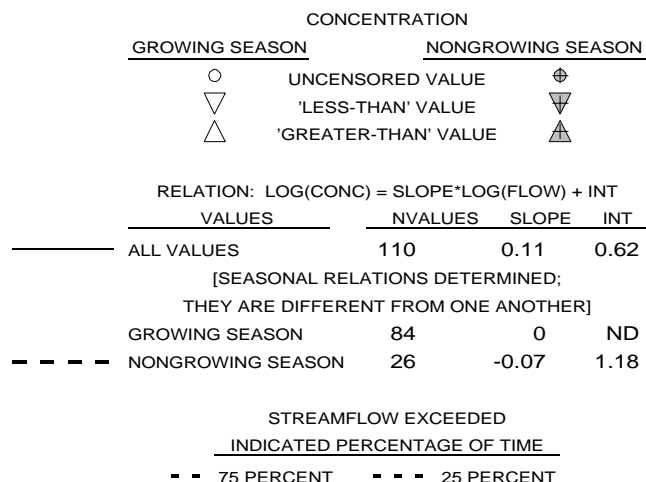 CONCENTRATION
GROWING SEASON NONGROWING SEASON
UNCENSORED VALUE
'LESS-THAN' VALUE
'GREATER-THAN' VALUE
RELATION: LOG(CONC) = SLOPE*LOG(FLOW) + INT
VALUES NVALUES SLOPE INT
ALL VALUES 110 0.11 0.62
[SEASONAL RELATIONS DETERMINED;
THEY ARE DIFFERENT FROM ONE ANOTHER]
GROWING SEASON 84 0 ND
NONGROWING SEASON 26 -0.07 1.18
STREAMFLOW EXCEEDED
INDICATED PERCENTAGE OF TIME
75 PERCENT 25 PERCENT